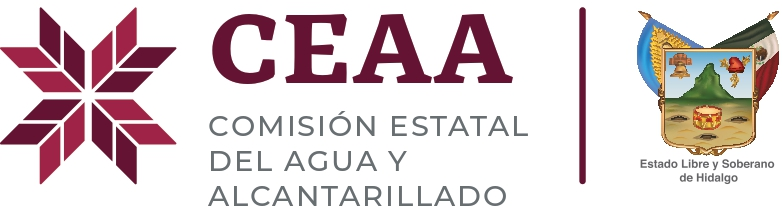 CEAA
COMISIÓN ESTATAL
DEL AGUA Y
ALCANTARILLADO
Estado Libre y Soberano
de Hidalgo